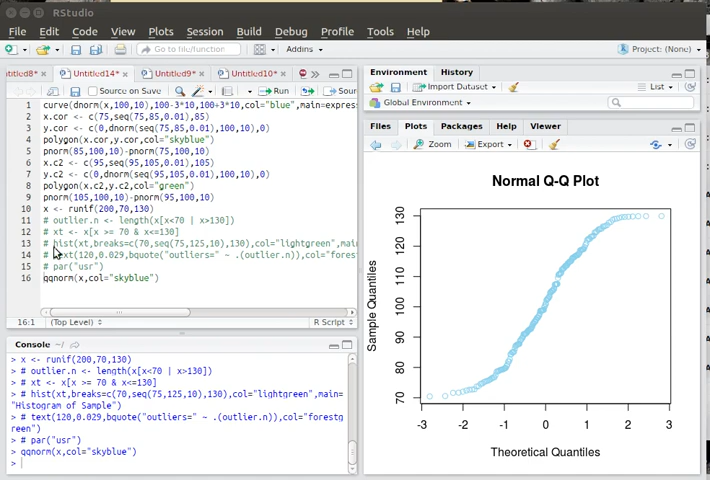 RStudio
File Edit Code View Plots Session Build Debug Profile Tools Help
Go to file/function Addins Project: (None)
Untitled8* Untitled14* Untitled9* Untitled10*
Source on Save Run Sour
1 curve(dnorm(x,100,10),100-3*10,100+3*10,col="blue",main=express
2 x.cor <- c(75,seq(75,85,0.01),85)
3 y.cor <- c(0,dnorm(seq(75,85,0.01),100,10),0)
4 polygon(x.cor,y.cor,col="skyblue")
5 pnorm(85,100,10)-pnorm(75,100,10)
6 x.c2 <- c(95,seq(95,105,0.01),105)
7 y.c2 <- c(0,dnorm(seq(95,105,0.01),100,10),0)
8 polygon(x.c2,y.c2,col="green")
9 pnorm(105,100,10)-pnorm(95,100,10)
10 x <- runif(200,70,130)
11 # outlier.n <- length(x[x<70 | x>130])
12 # xt <- x[x >= 70 & x<=130]
13 # hist(xt,breaks=c(70,seq(75,125,10),130),col="lightgreen",mai
14 # text(120,0.029,bquote("outliers=" ~ .(outlier.n)),col="forest
15 # par("usr")
16 qqnorm(x,col="skyblue")
16:1 (Top Level) R Script
Console ~/
> x <- runif(200,70,130)
> # outlier.n <- length(x[x<70 | x>130])
> # xt <- x[x >= 70 & x<=130]
> # hist(xt,breaks=c(70,seq(75,125,10),130),col="lightgreen",main=
"Histogram of Sample")
> # text(120,0.029,bquote("outliers=" ~ .(outlier.n)),col="forestg
reen")
> # par("usr")
> qqnorm(x,col="skyblue")
>
Environment History
Import Dataset List
Global Environment
Files Plots Packages Help Viewer
Zoom Export
Normal Q-Q Plot
Sample Quantiles
130
120
110
100
90
80
70
-3 -2 -1 0 1 2 3
Theoretical Quantiles